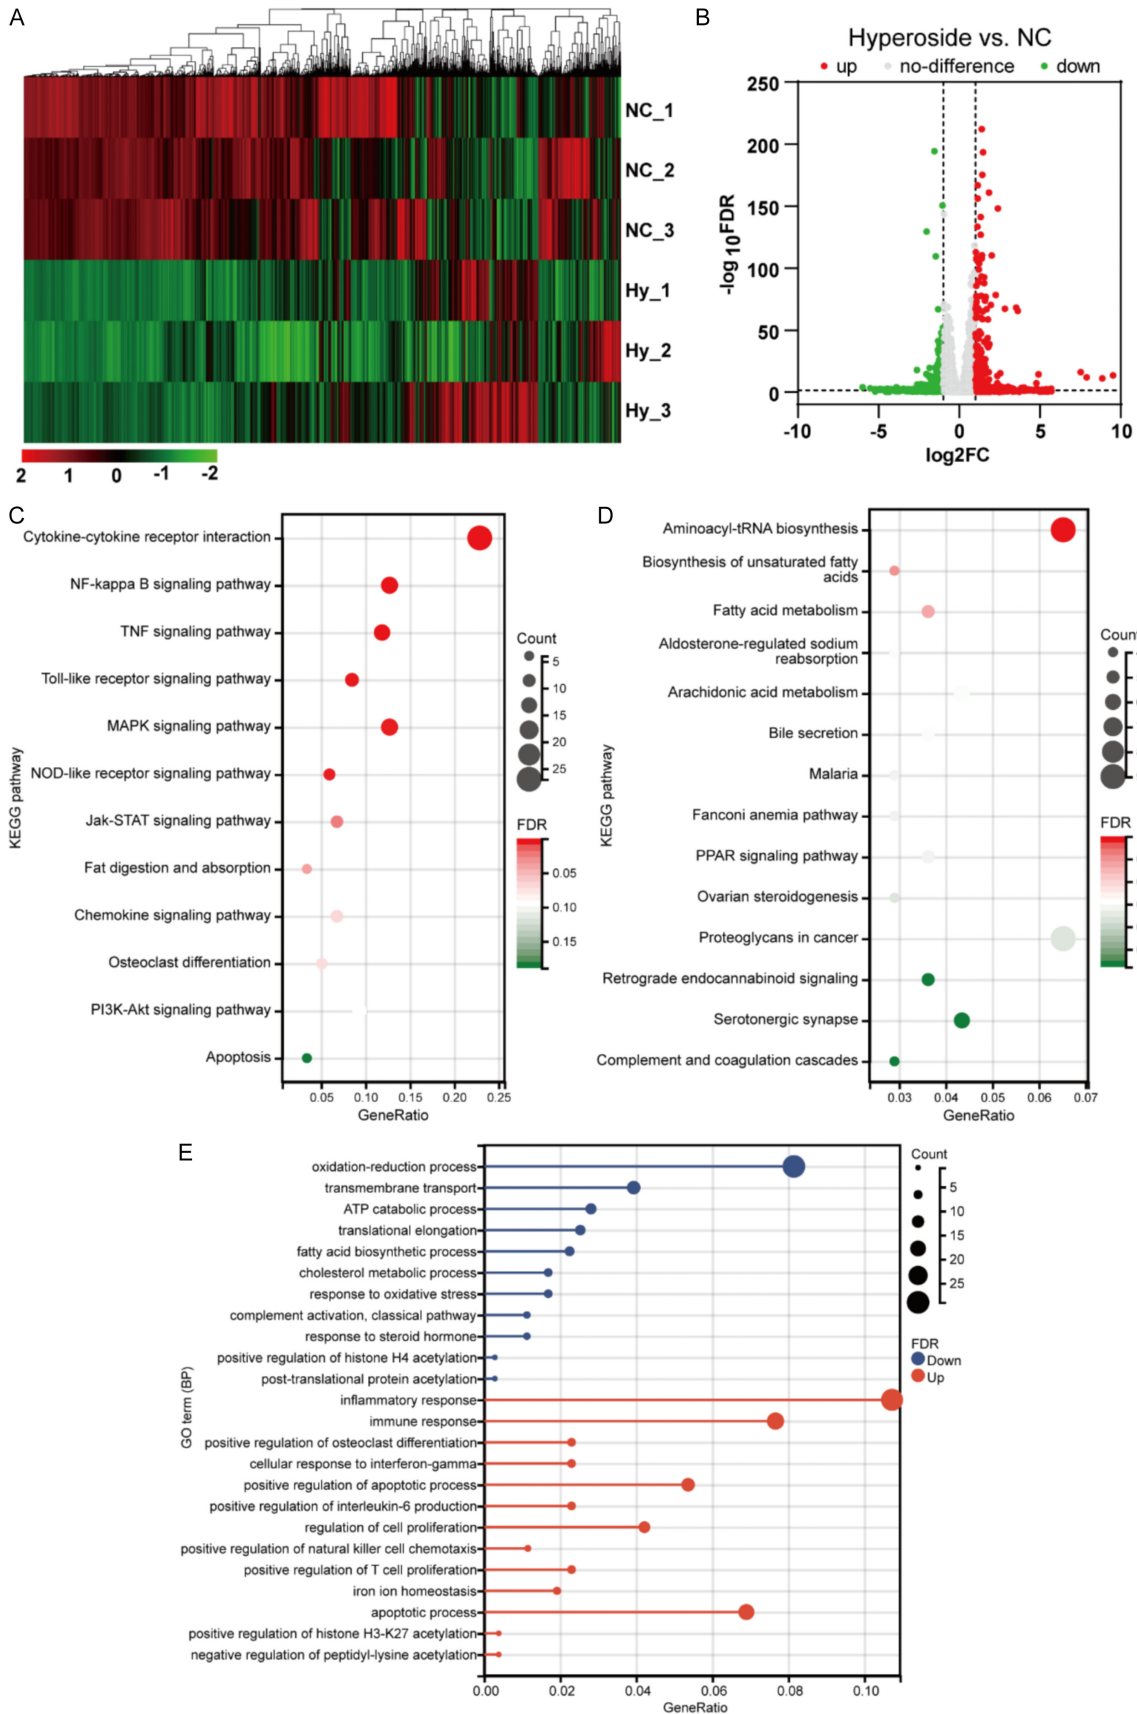 A
NC_1
NC_2
NC_3
Hy_1
Hy_2
Hy_3
2 1 0 -1 -2
B
Hyperoside vs. NC
up no-difference down
-log 10 FDR
250
200
150
100
50
0
-10 -5 0 5 10
log2FC
C
KEGG pathway
Cytokine-cytokine receptor interaction
NF-kappa B signaling pathway
TNF signaling pathway
Toll-like receptor signaling pathway
MAPK signaling pathway
NOD-like receptor signaling pathway
Jak-STAT signaling pathway
Fat digestion and absorption
Chemokine signaling pathway
Osteoclast differentiation
PI3K-Akt signaling pathway
Apoptosis
0.05 0.10 0.15 0.20 0.25
GeneRatio
Count
5
10
15
20
25
FDR
0.05
0.10
0.15
D
KEGG pathway
Aminoacyl-tRNA biosynthesis
Biosynthesis of unsaturated fatty
acids
Fatty acid metabolism
Aldosterone-regulated sodium
reabsorption
Arachidonic acid metabolism
Bile secretion
Malaria
Fanconi anemia pathway
PPAR signaling pathway
Ovarian steroidogenesis
Proteoglycans in cancer
Retrograde endocannabinoid signaling
Serotonergic synapse
Complement and coagulation cascades
0.03 0.04 0.05 0.06 0.07
GeneRatio
FDR
E
GO term (BP)
oxidation-reduction process
transmembrane transport
ATP catabolic process
translational elongation
fatty acid biosynthetic process
cholesterol metabolic process
response to oxidative stress
complement activation, classical pathway
response to steroid hormone
positive regulation of histone H4 acetylation
post-translational protein acetylation
inflammatory response
immune response
positive regulation of osteoclast differentiation
cellular response to interferon-gamma
positive regulation of apoptotic process
positive regulation of interleukin-6 production
regulation of cell proliferation
positive regulation of natural killer cell chemotaxis
positive regulation of T cell proliferation
iron ion homeostasis
apoptotic process
positive regulation of histone H3-K27 acetylation
negative regulation of peptidyl-lysine acetylation
0.00 0.02 0.04 0.06 0.08 0.10
GeneRatio
Count
5
10
15
20
25
FDR
Down
Up